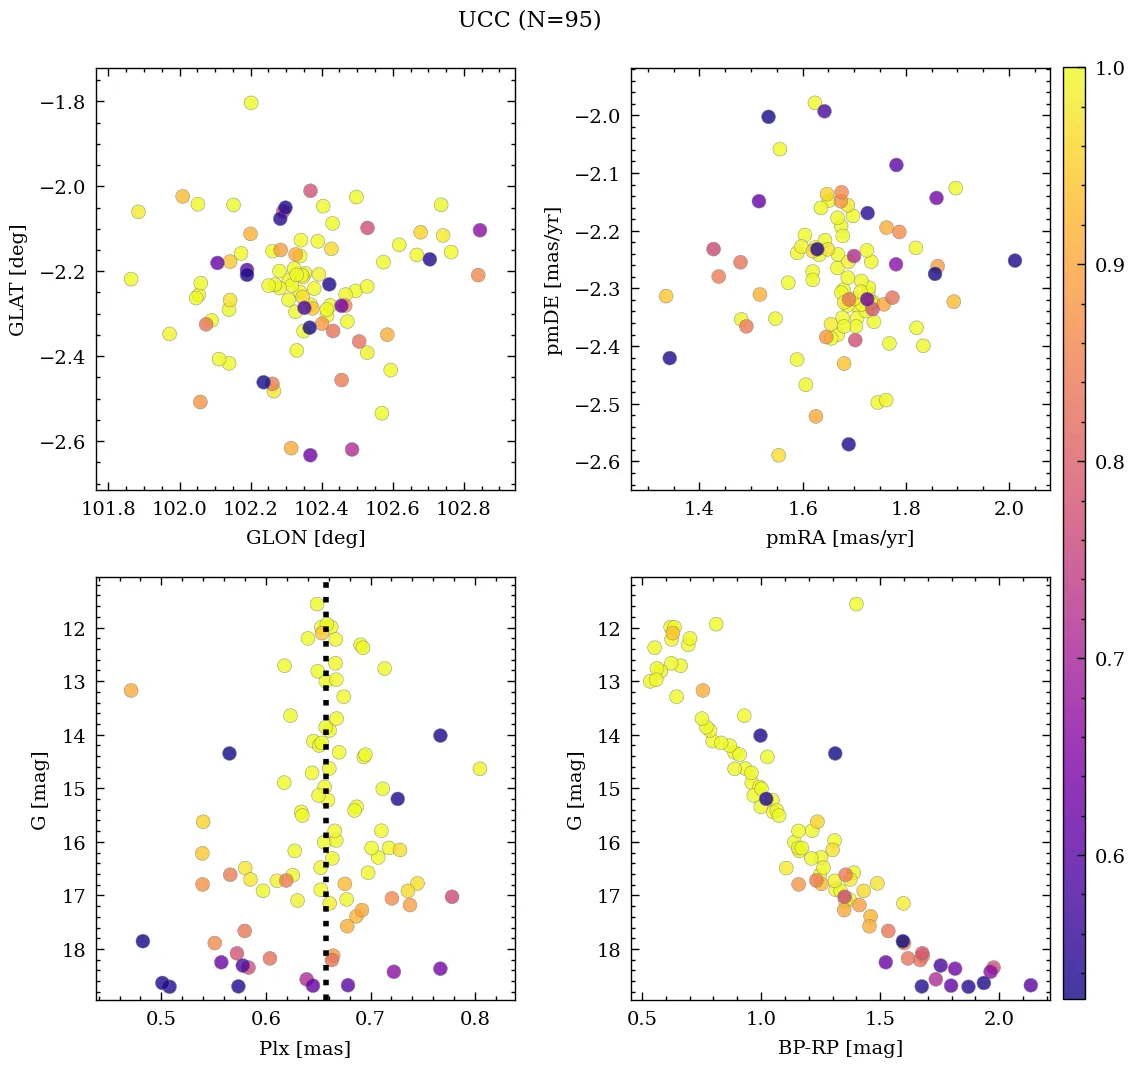 UCC (N=95)
−1.8
−2.0
−2.2
−2.4
−2.6
GLAT [deg]
101.8 102.0 102.2 102.4 102.6 102.8
GLON [deg]
−2.0
−2.1
−2.2
−2.3
−2.4
−2.5
−2.6
pmDE [mas/yr]
1.4 1.6 1.8 2.0
pmRA [mas/yr]
12
13
14
15
16
17
18
G [mag]
0.5 0.6 0.7 0.8
Plx [mas]
12
13
14
15
16
17
18
G [mag]
0.5 1.0 1.5 2.0
BP-RP [mag]
1.0
0.9
0.8
0.7
0.6